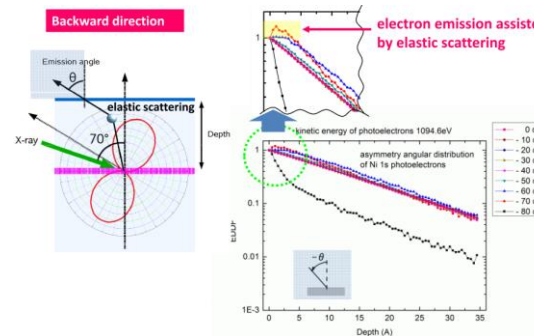 Backward direction
electron emission assiste
by elastic scattering
Emission angle
θ
elastic scattering
Depth
X-ray
70°
1
kinetic energy of photoelectrons 1094.6eV
asymmetry angular distribution
of Ni 1s photoelectrons
1
0.1
0.01
1E-3
-θ
0 5 10 15 20 25 30 35
Depth (A)
0 d
- 10 d
- 20 d
- 30 d
- 40 d
- 50 d
- 60 d
- 70 d
- 80 d